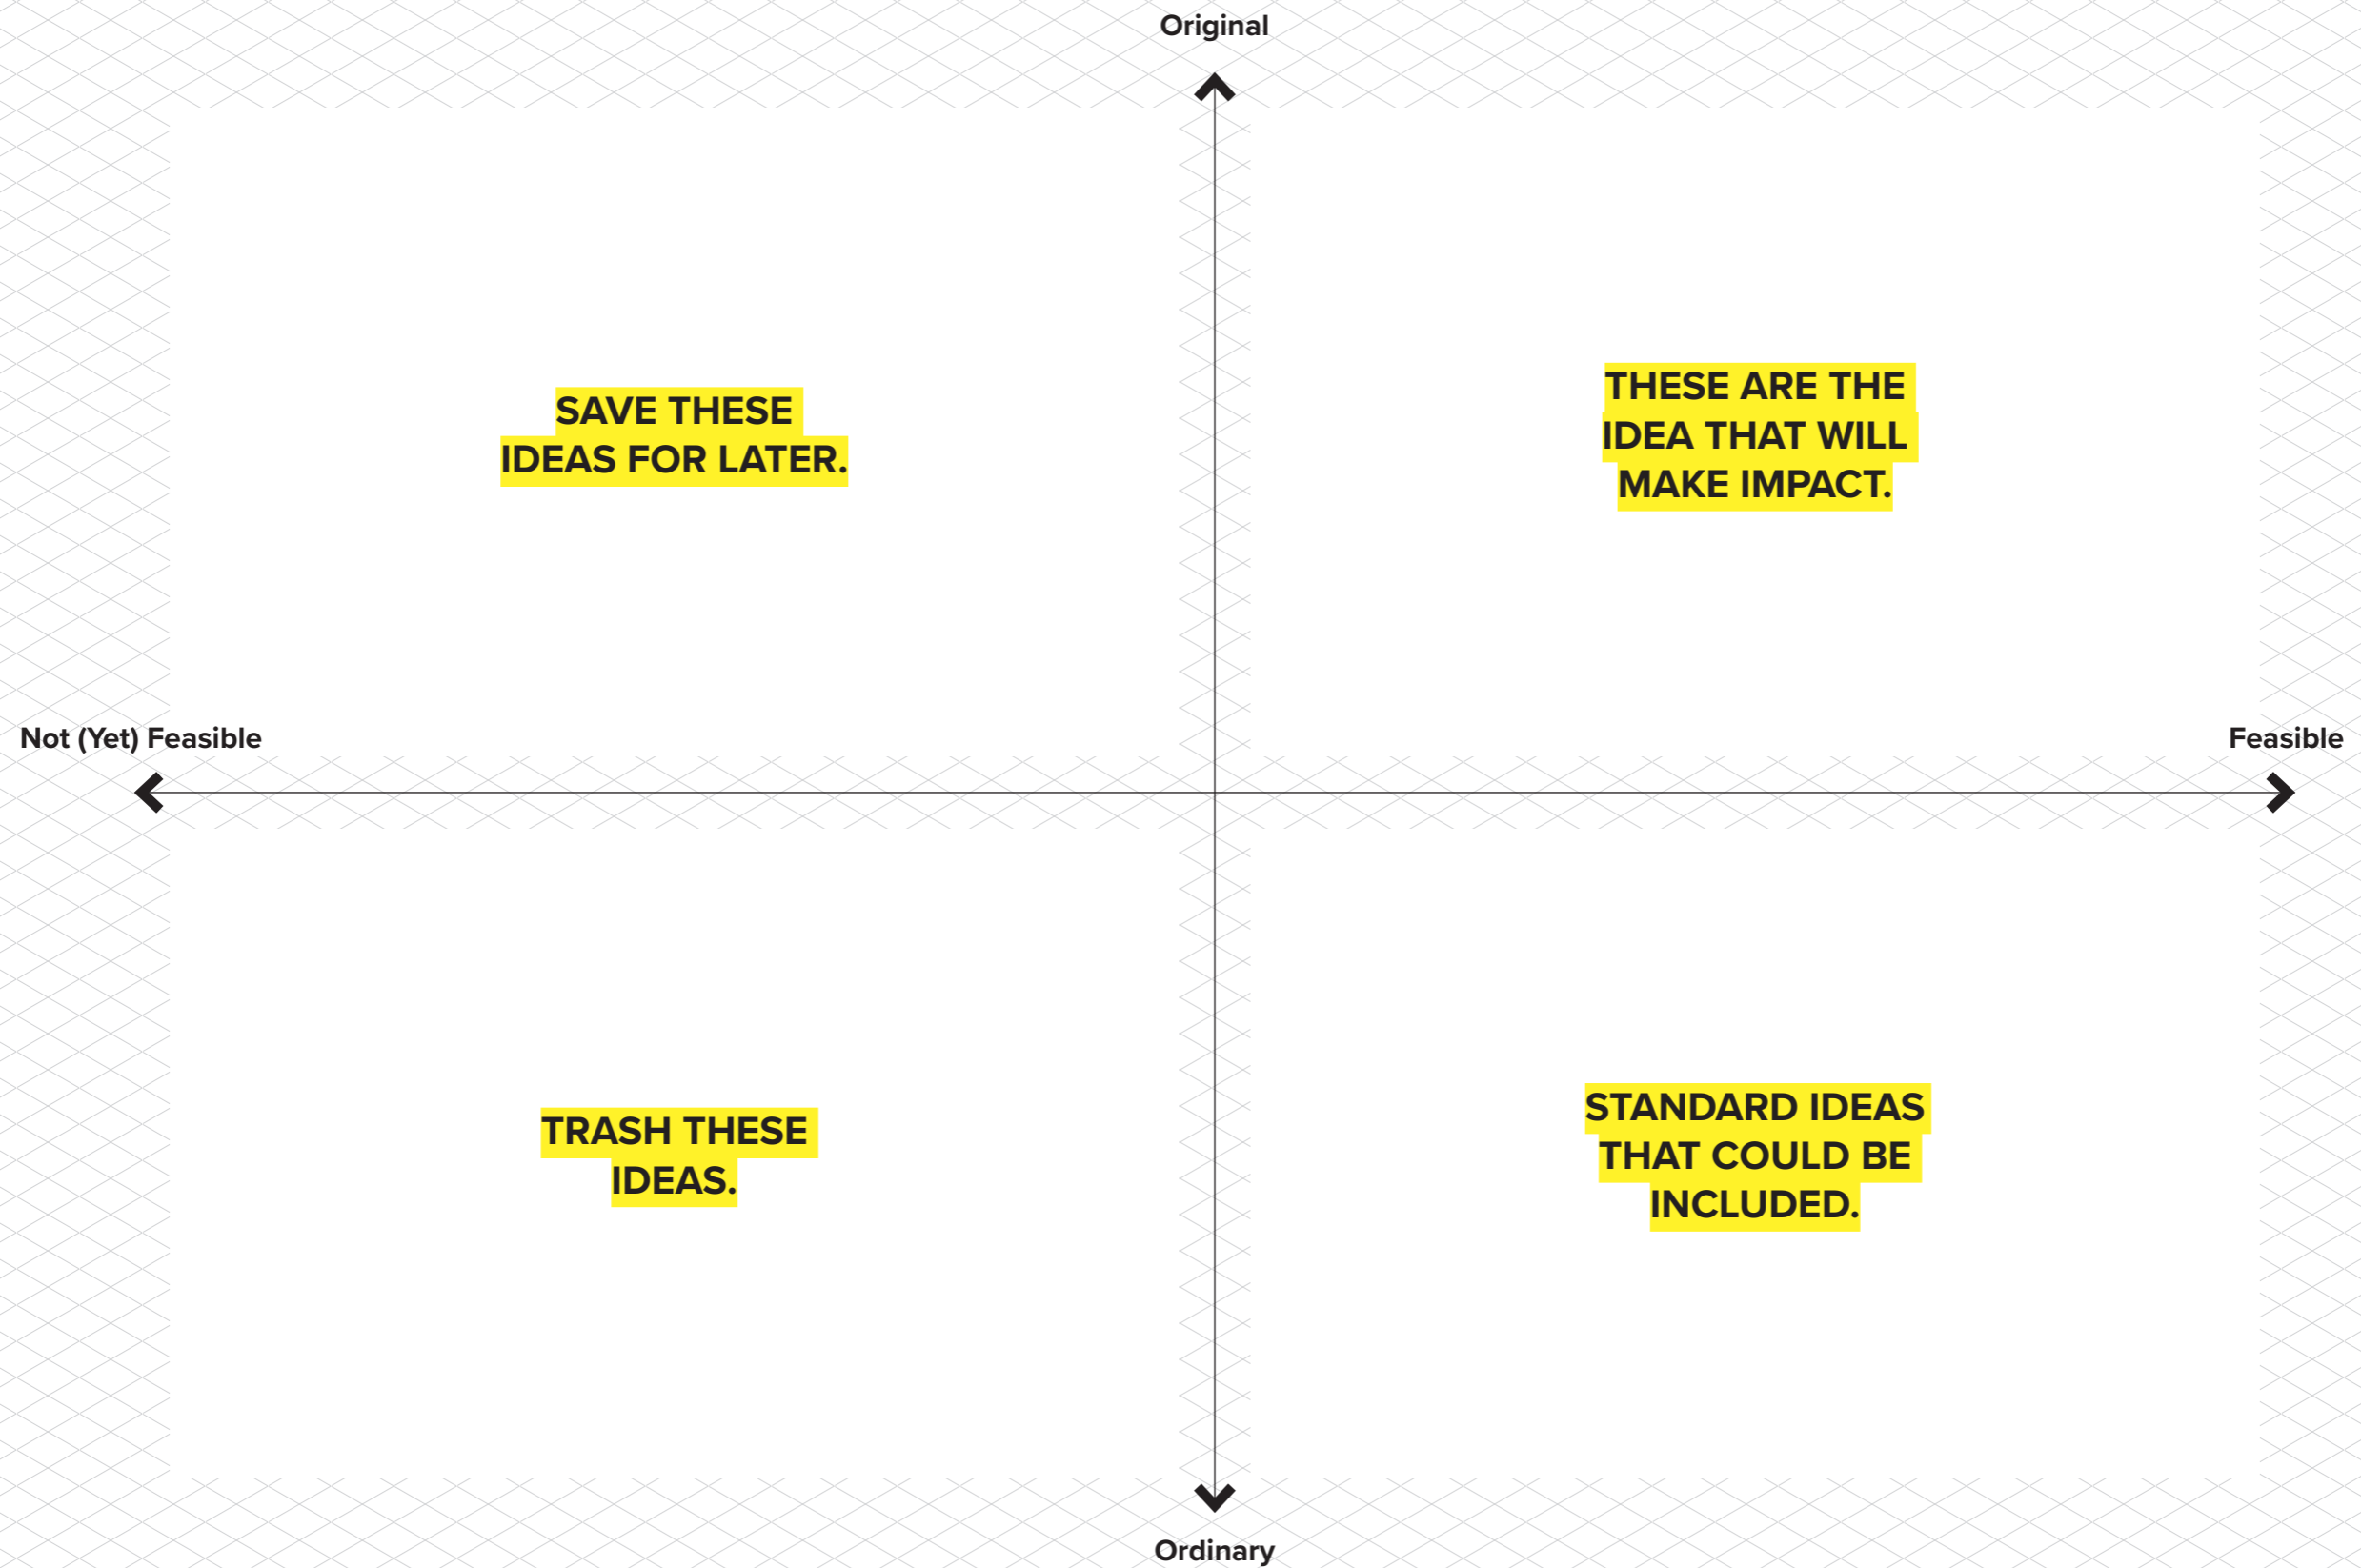 Original
SAVE THESE
IDEAS FOR LATER.
THESE ARE THE
IDEA THAT WILL
MAKE IMPACT.
Not (Yet) Feasible
Feasible
TRASH THESE
IDEAS.
STANDARD IDEAS
THAT COULD BE
INCLUDED.
Ordinary